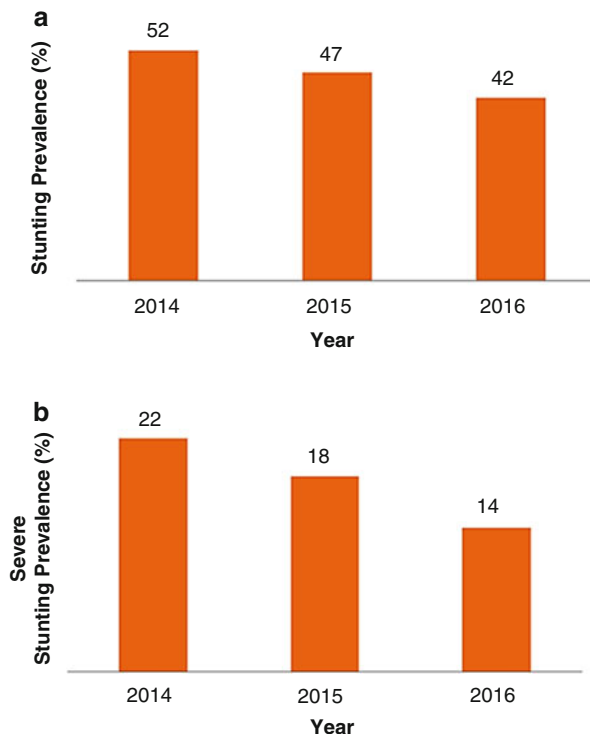 a
Stunting Prevalence (%)
52
47
42
2014
2015
2016
Year
b
Severe
Stunting Prevalence (%)
22
18
14
2014
2015
2016
Year